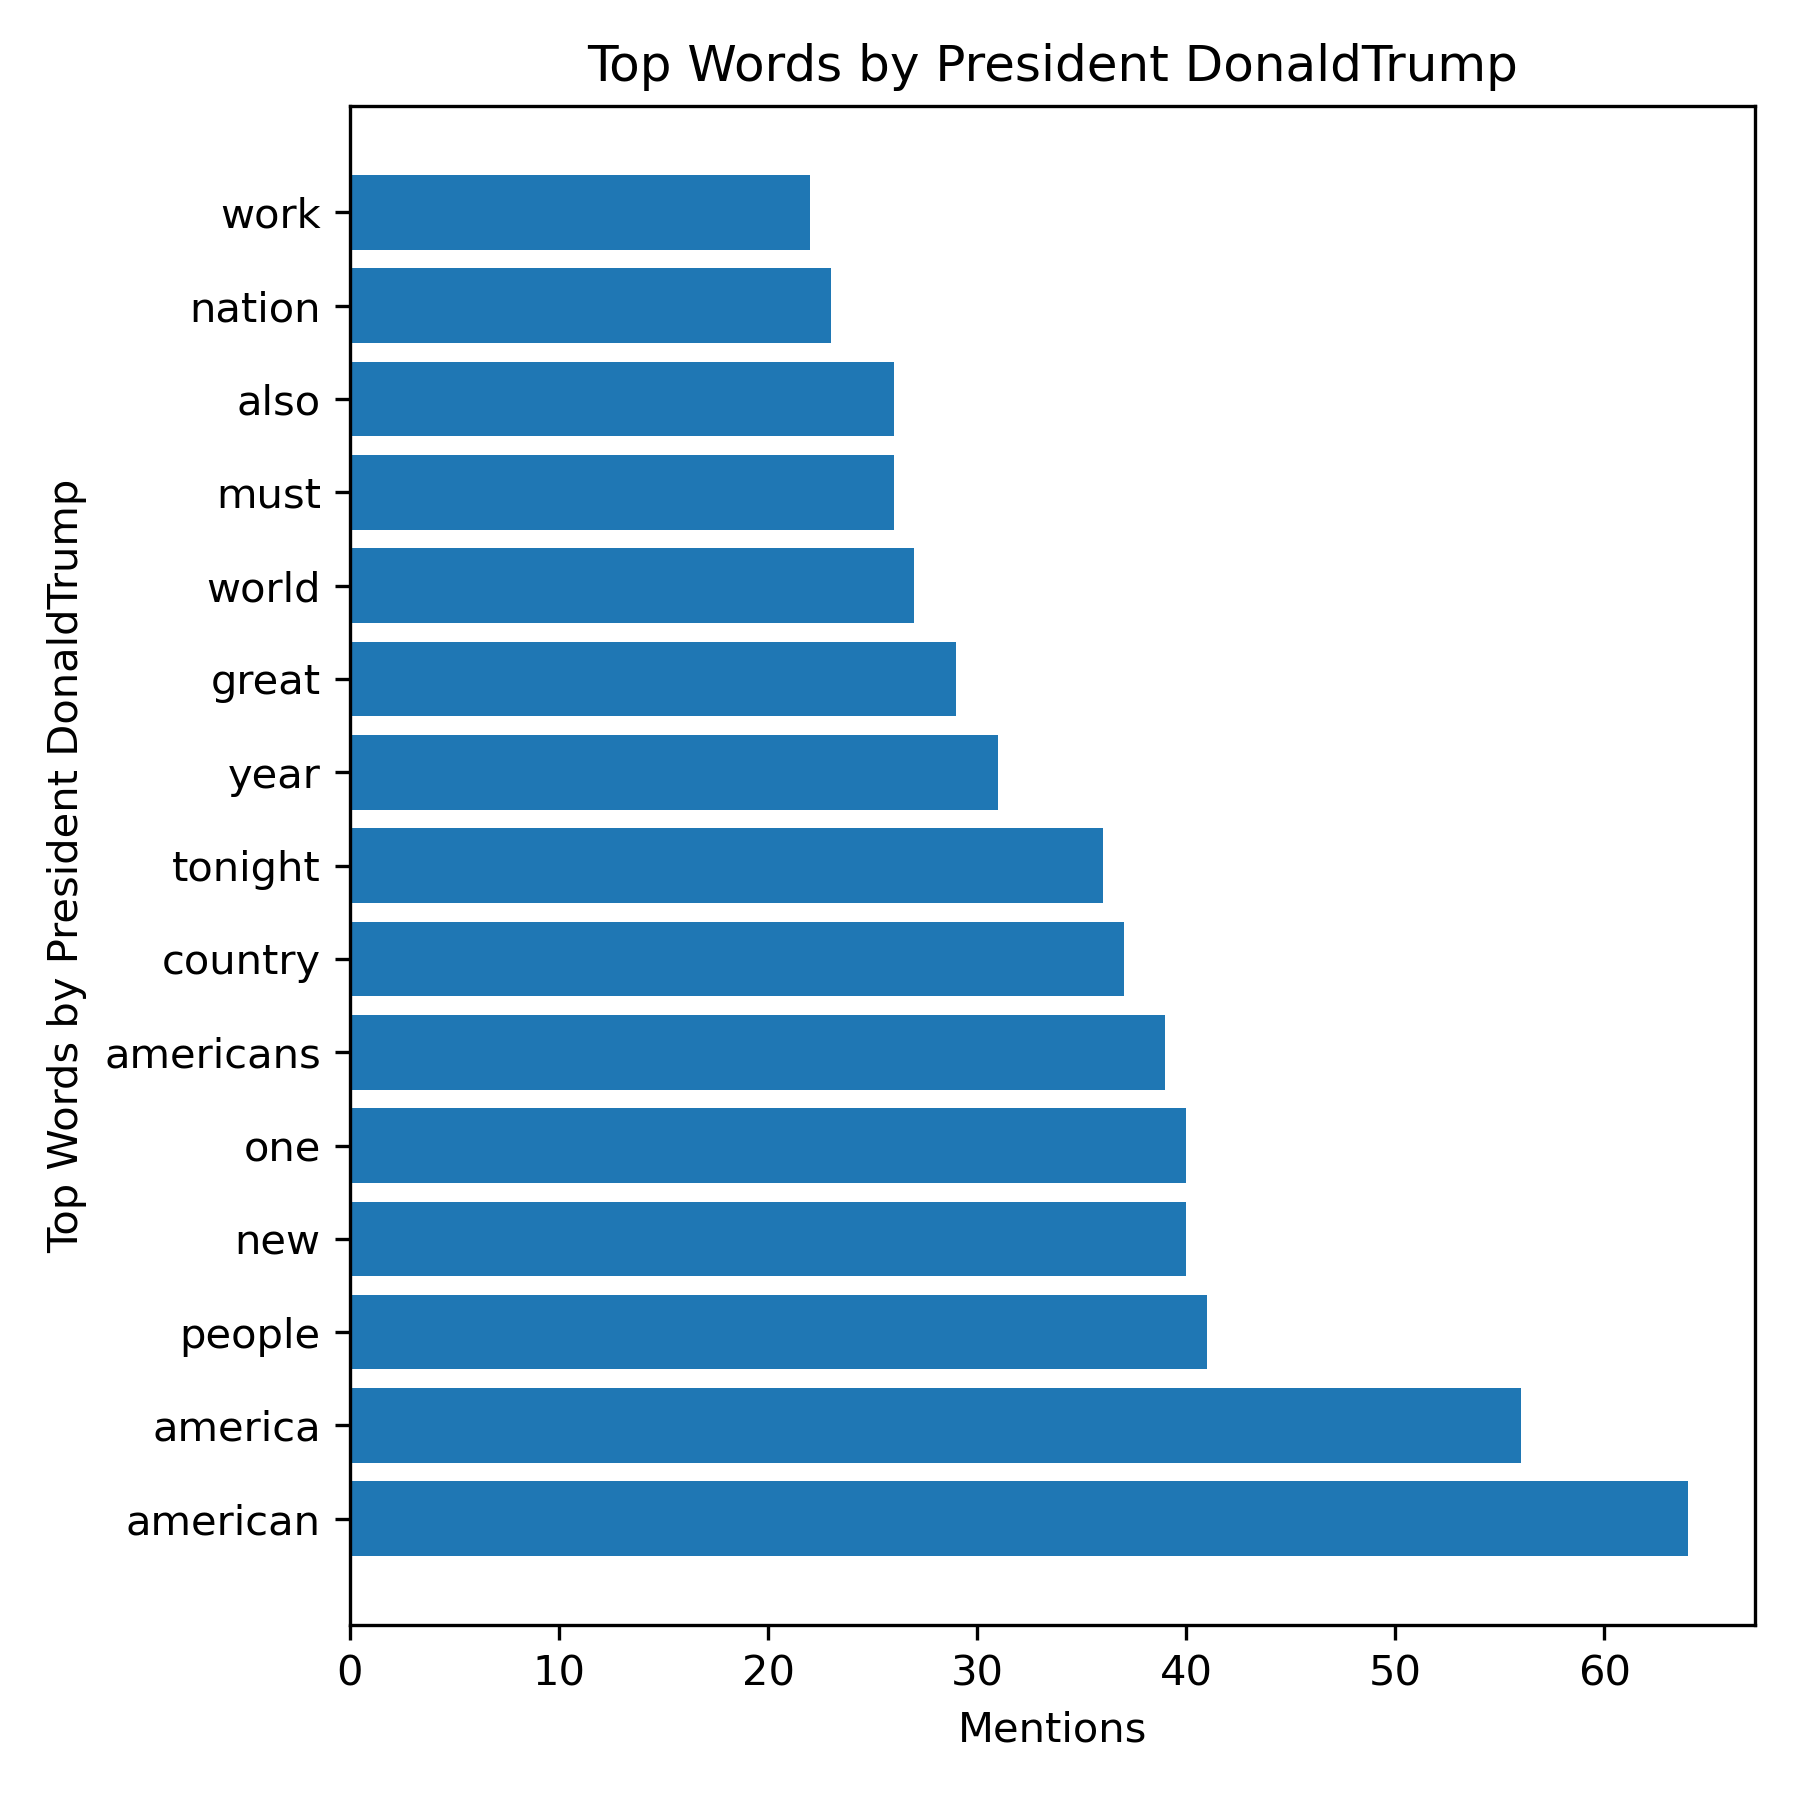 Top Words by President DonaldTrump
Top Words by President DonaldTrump
work
nation
also
must
world
great
year
tonight
country
americans
one
new
people
america
american
0 10 20 30 40 50 60
Mentions